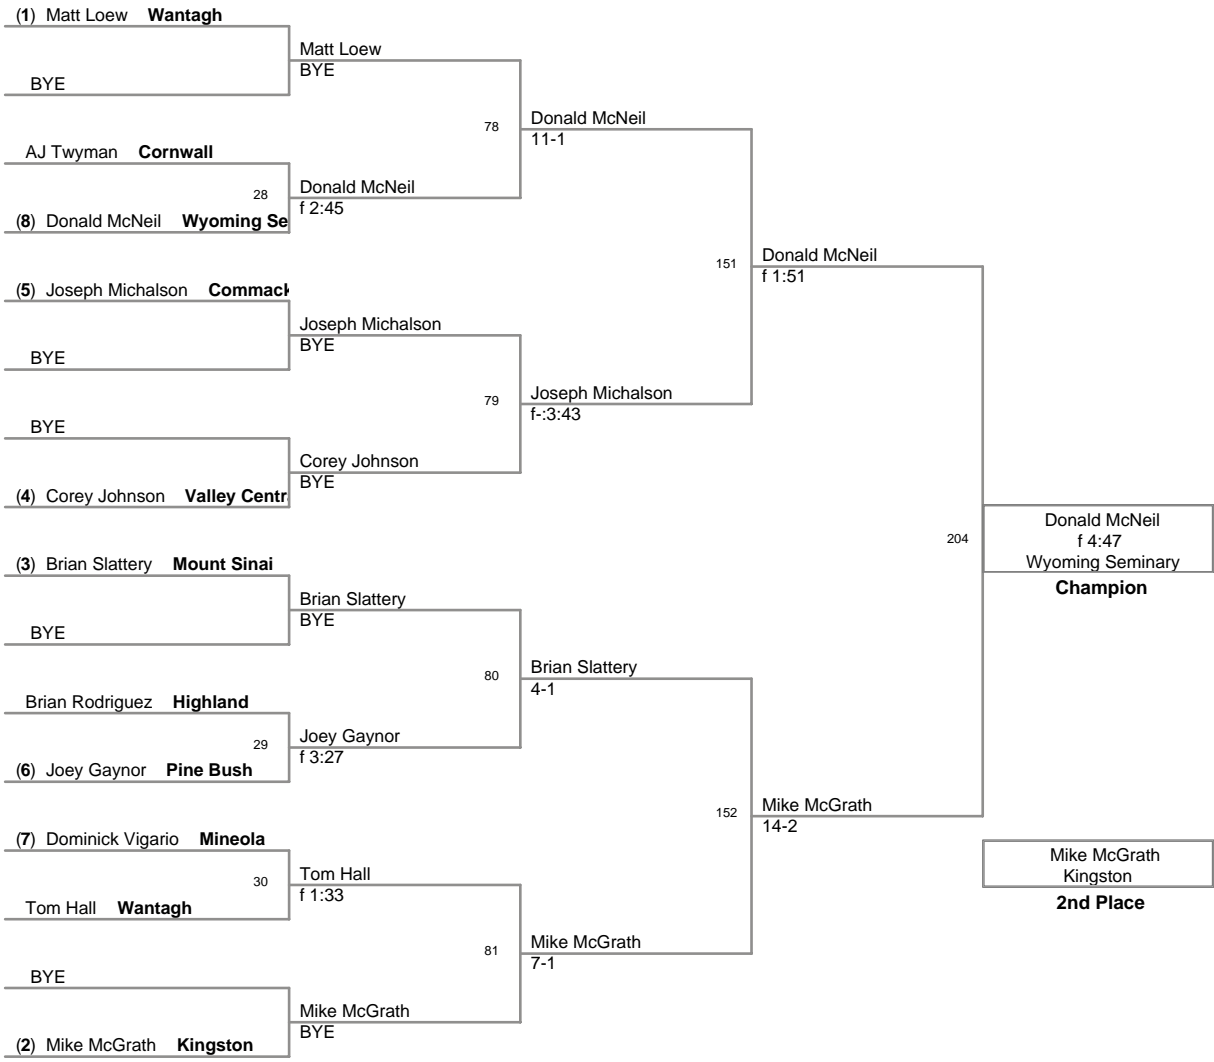 (1) Matt Loew Wantagh
Matt Loew
BYE
BYE
78
Donald McNeil
11-1
AJ Twyman Cornwall
28
Donald McNeil
f 2:45
(8) Donald McNeil Wyoming Se
151
Donald McNeil
f 1:51
(5) Joseph Michalson Commack
Joseph Michalson
BYE
BYE
79
Joseph Michalson
f-:3:43
BYE
Corey Johnson
BYE
(4) Corey Johnson Valley Centr
204
Donald McNeil
f 4:47
Wyoming Seminary
Champion
(3) Brian Slattery Mount Sinai
Brian Slattery
BYE
BYE
80
Brian Slattery
4-1
Brian Rodriguez Highland
29
Joey Gaynor
f 3:27
(6) Joey Gaynor Pine Bush
152
Mike McGrath
14-2
(7) Dominick Vigario Mineola
30
Tom Hall
f 1:33
Tom Hall Wantagh
81
Mike McGrath
7-1
BYE
Mike McGrath
BYE
(2) Mike McGrath Kingston
Mike McGrath
Kingston
2nd Place